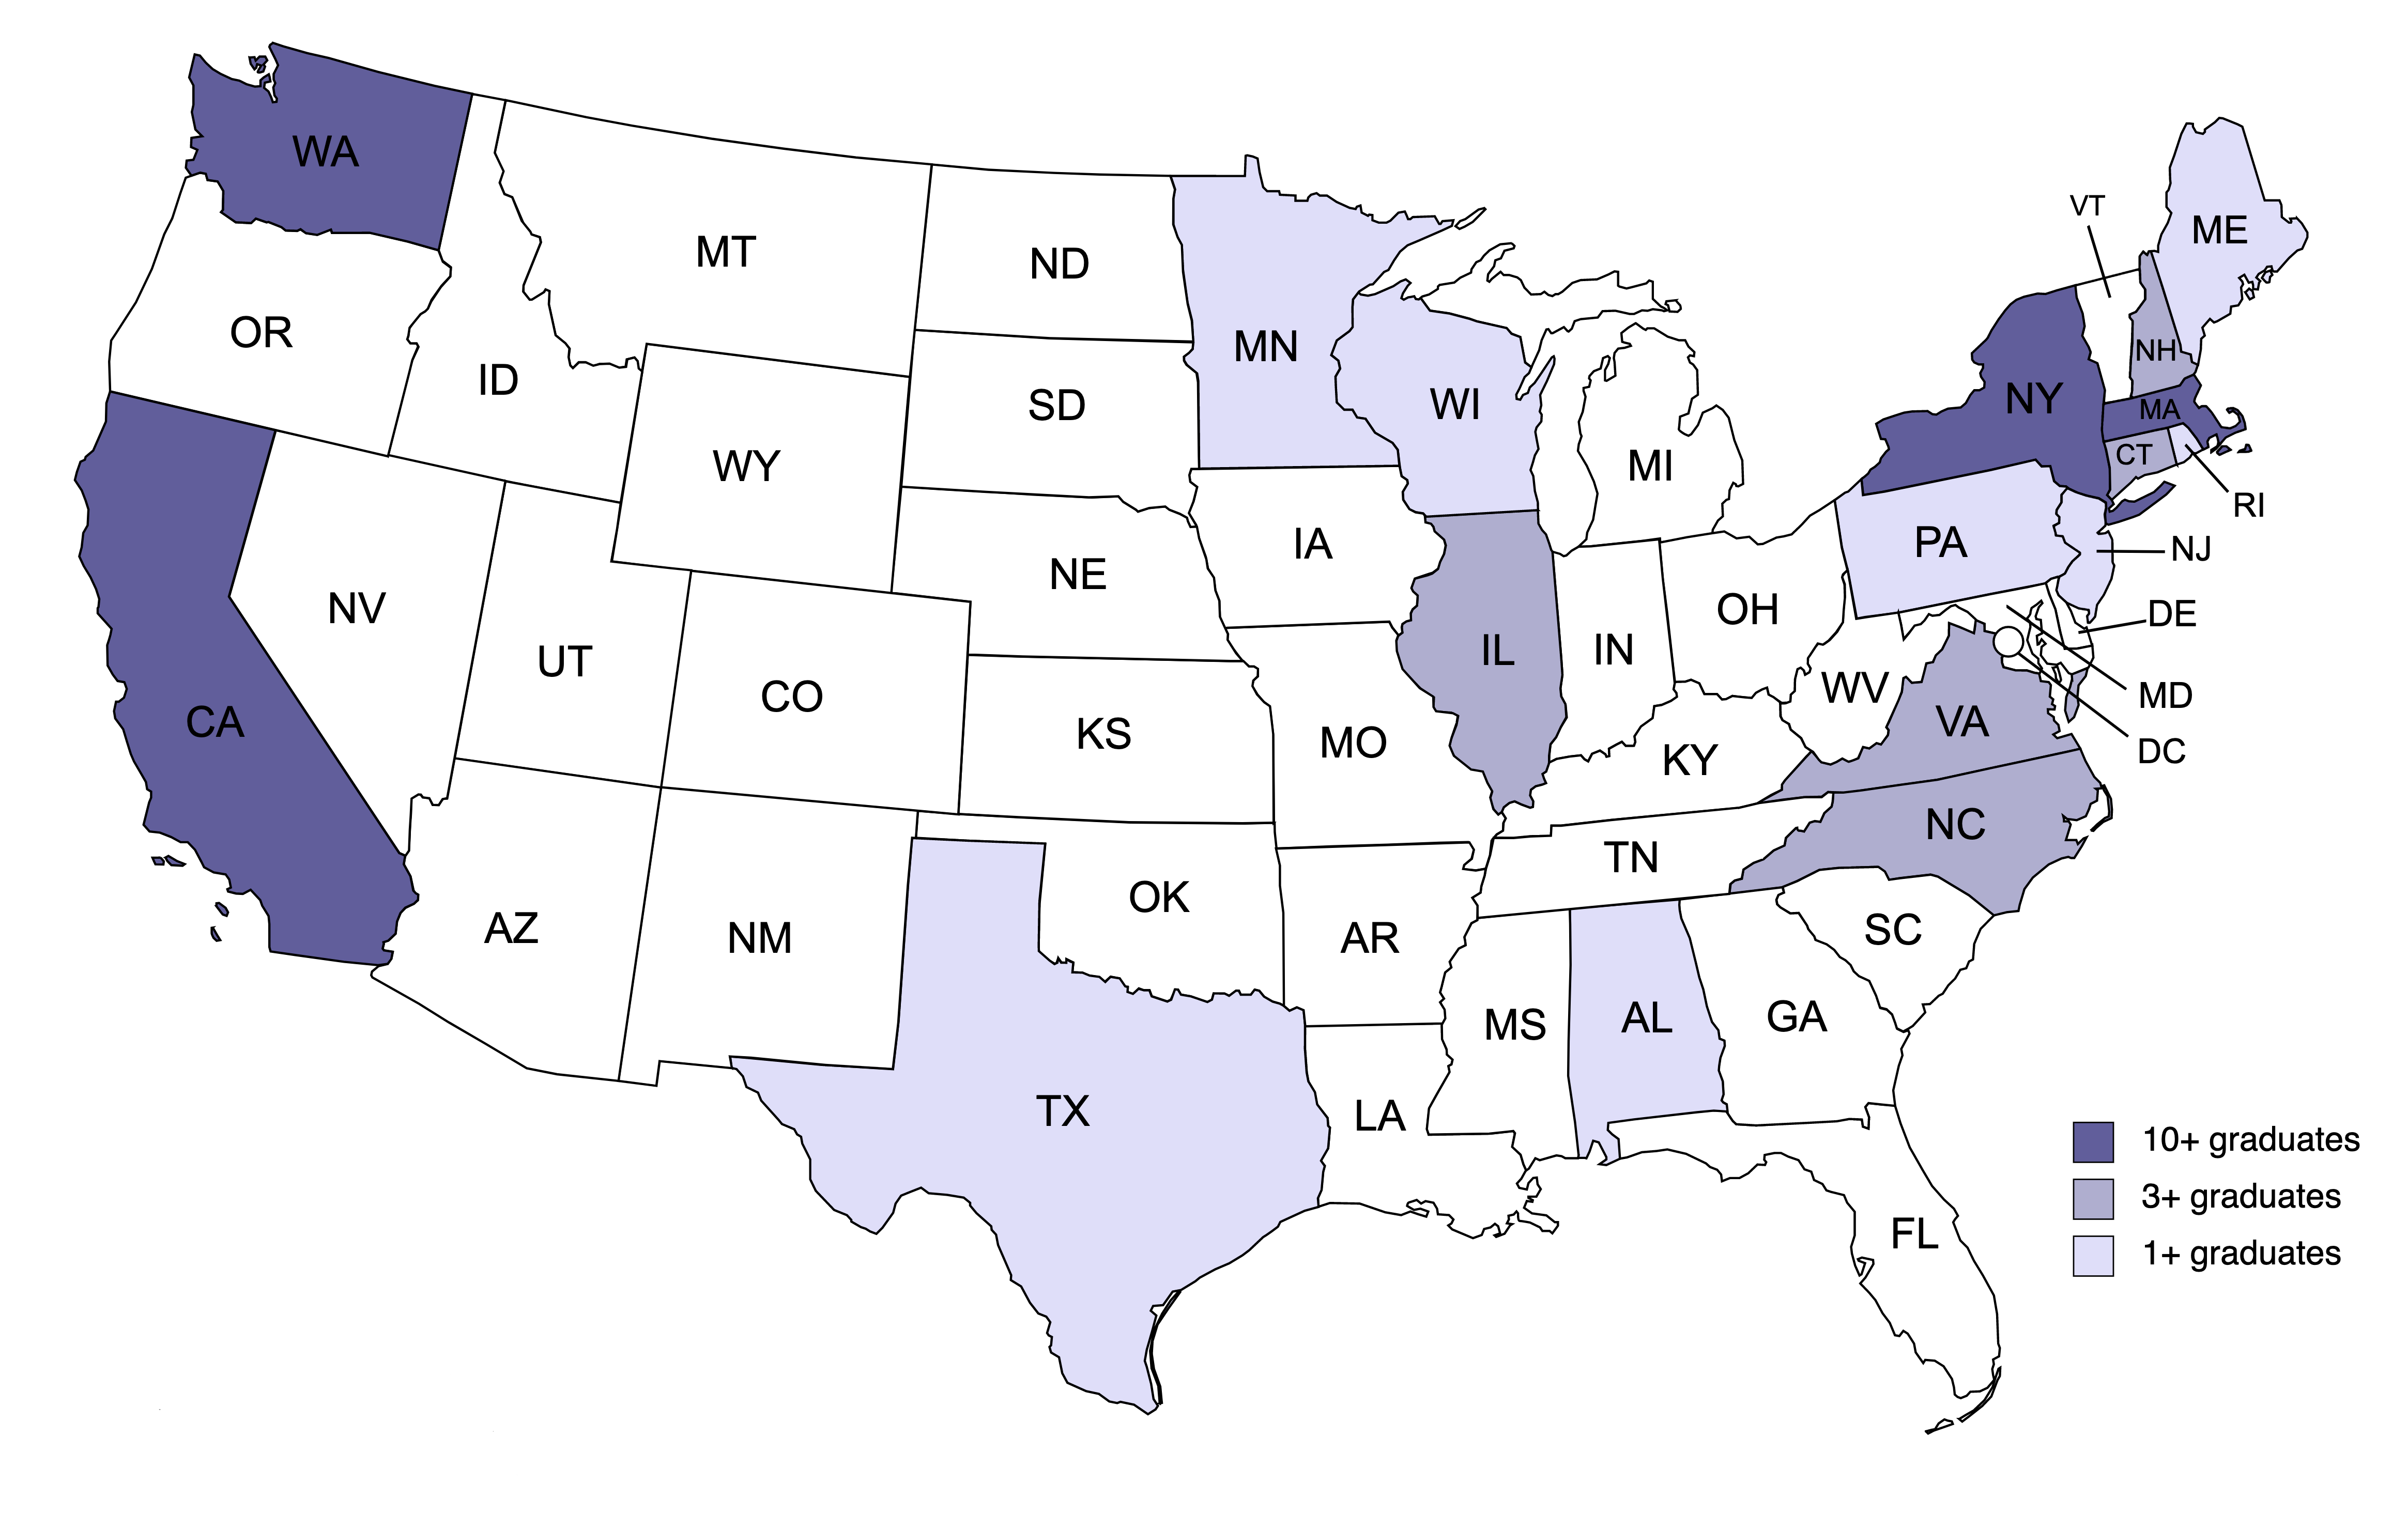 WA
MT
ND
MN
VT
ME
OR
ID
SD
WI
NH
NY
MA
CT
RI
WY
MI
PA
NJ
IA
NE
NV
OH
DE
UT
IL
IN
CO
WV
MD
KS
VA
DC
CA
MO
KY
NC
TN
OK
AZ
NM
AR
SC
MS
AL
GA
TX
LA
FL
10+ graduates
3+ graduates
1+ graduates